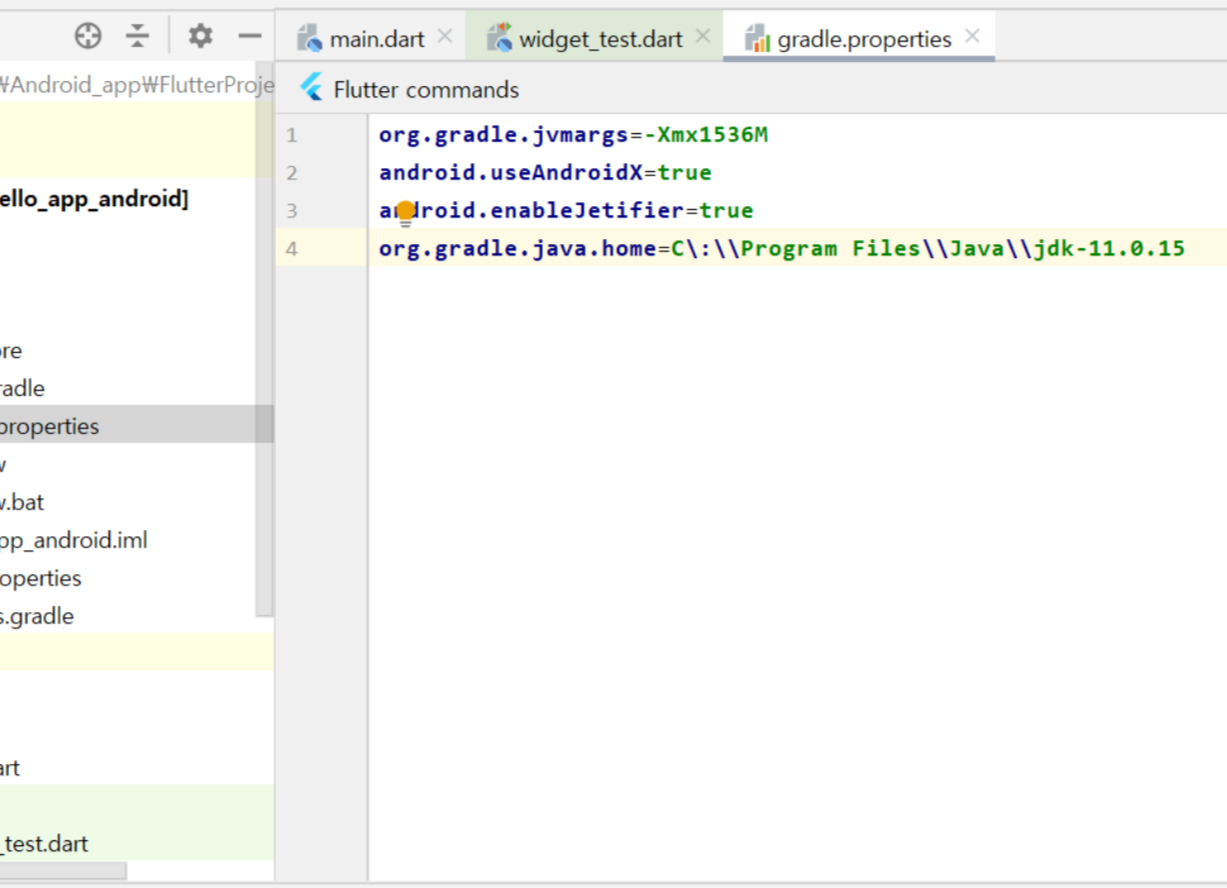 main.dart
widget_test.dart
gradle.properties
₩Android_app₩FlutterProje
Flutter commands
ello_app_android]
re
radle
properties
w
w.bat
pp_android.iml
operties
s.gradle
art
_test.dart
1 org.gradle.jvmargs=-Xmx1536M
2 android.useAndroidX=true
3 android.enableJetifier=true
4 org.gradle.java.home=C\:\\Program Files\\Java\\jdk-11.0.15